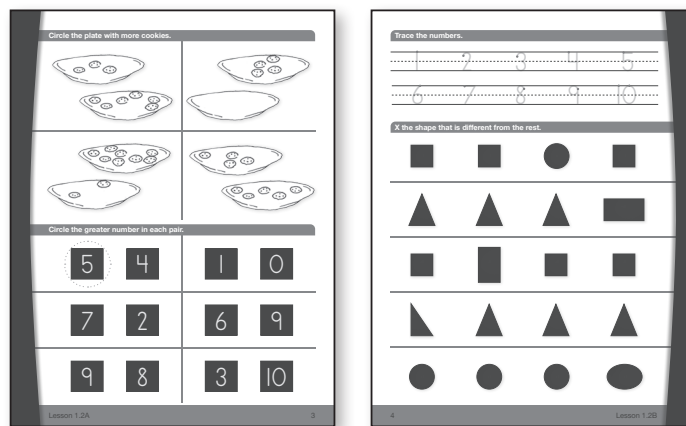 Circle the plate with more cookies.
Circle the greater number in each pair.
5 4 1 0
7 2 6 9
9 8 3 10
Lesson 1.2A 3
Trace the numbers.
1 2 3 4 5
6 7 8 9 10
X the shape that is different from the rest.
4 Lesson 1.2B